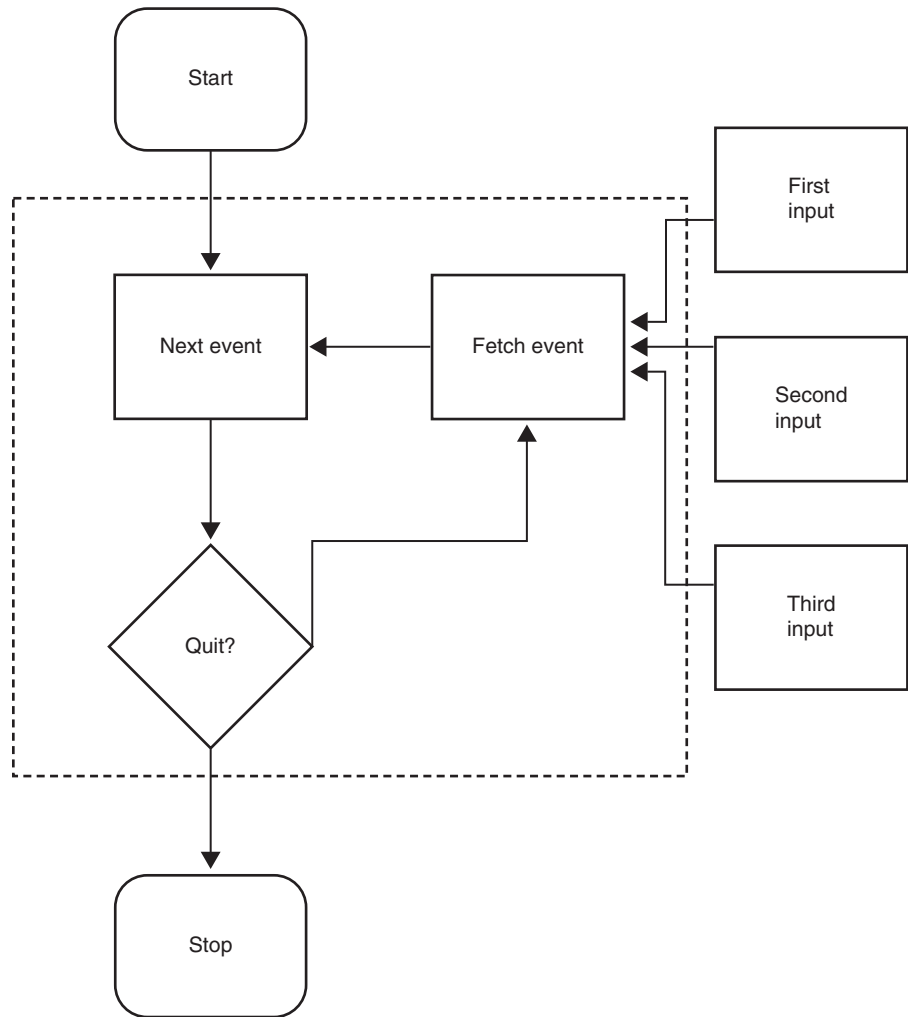 Start
First
input
Next event
Fetch event
Second
input
Quit?
Third
input
Stop